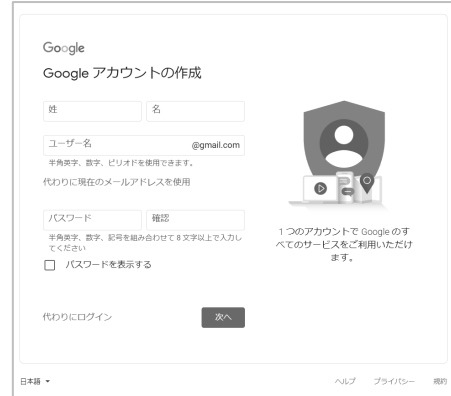 Google
Google アカウントの作成
姓
名
ユーザー名
@gmail.com
半角英字、数字、ピリオドを使用できます。
代わりに現在のメールアドレスを使用
パスワード
確認
半角英字、数字、記号を組み合わせて 8 文字以上で入力し
てください
パスワードを表示する
1 つのアカウントで Google のす
べてのサービスをご利用いただけ
ます。
代わりにログイン
次へ
日本語
ヘルプ
プライバシー
規約